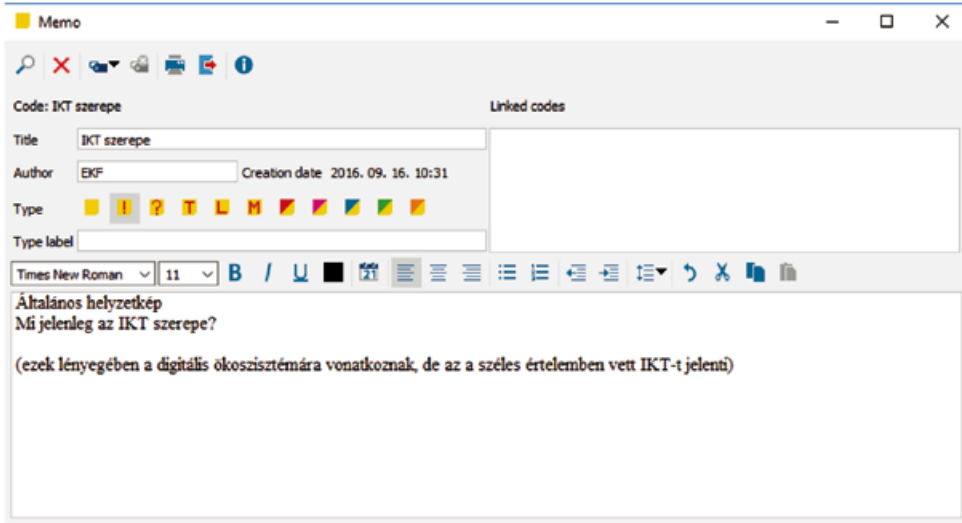 Memo
Code: IKT szerepe
Linked codes
Title IKT szerepe
Author EKF Creation date 2016. 09. 16. 10:31
Type ! ? T L M
Type label
Times New Roman 11 B I U 21
Általános helyzetkép
Mi jelenleg az IKT szerepe?
(ezek lényegében a digitális ökoszisztémára vonatkoznak, de az a széles értelemben vett IKT-t jelenti)